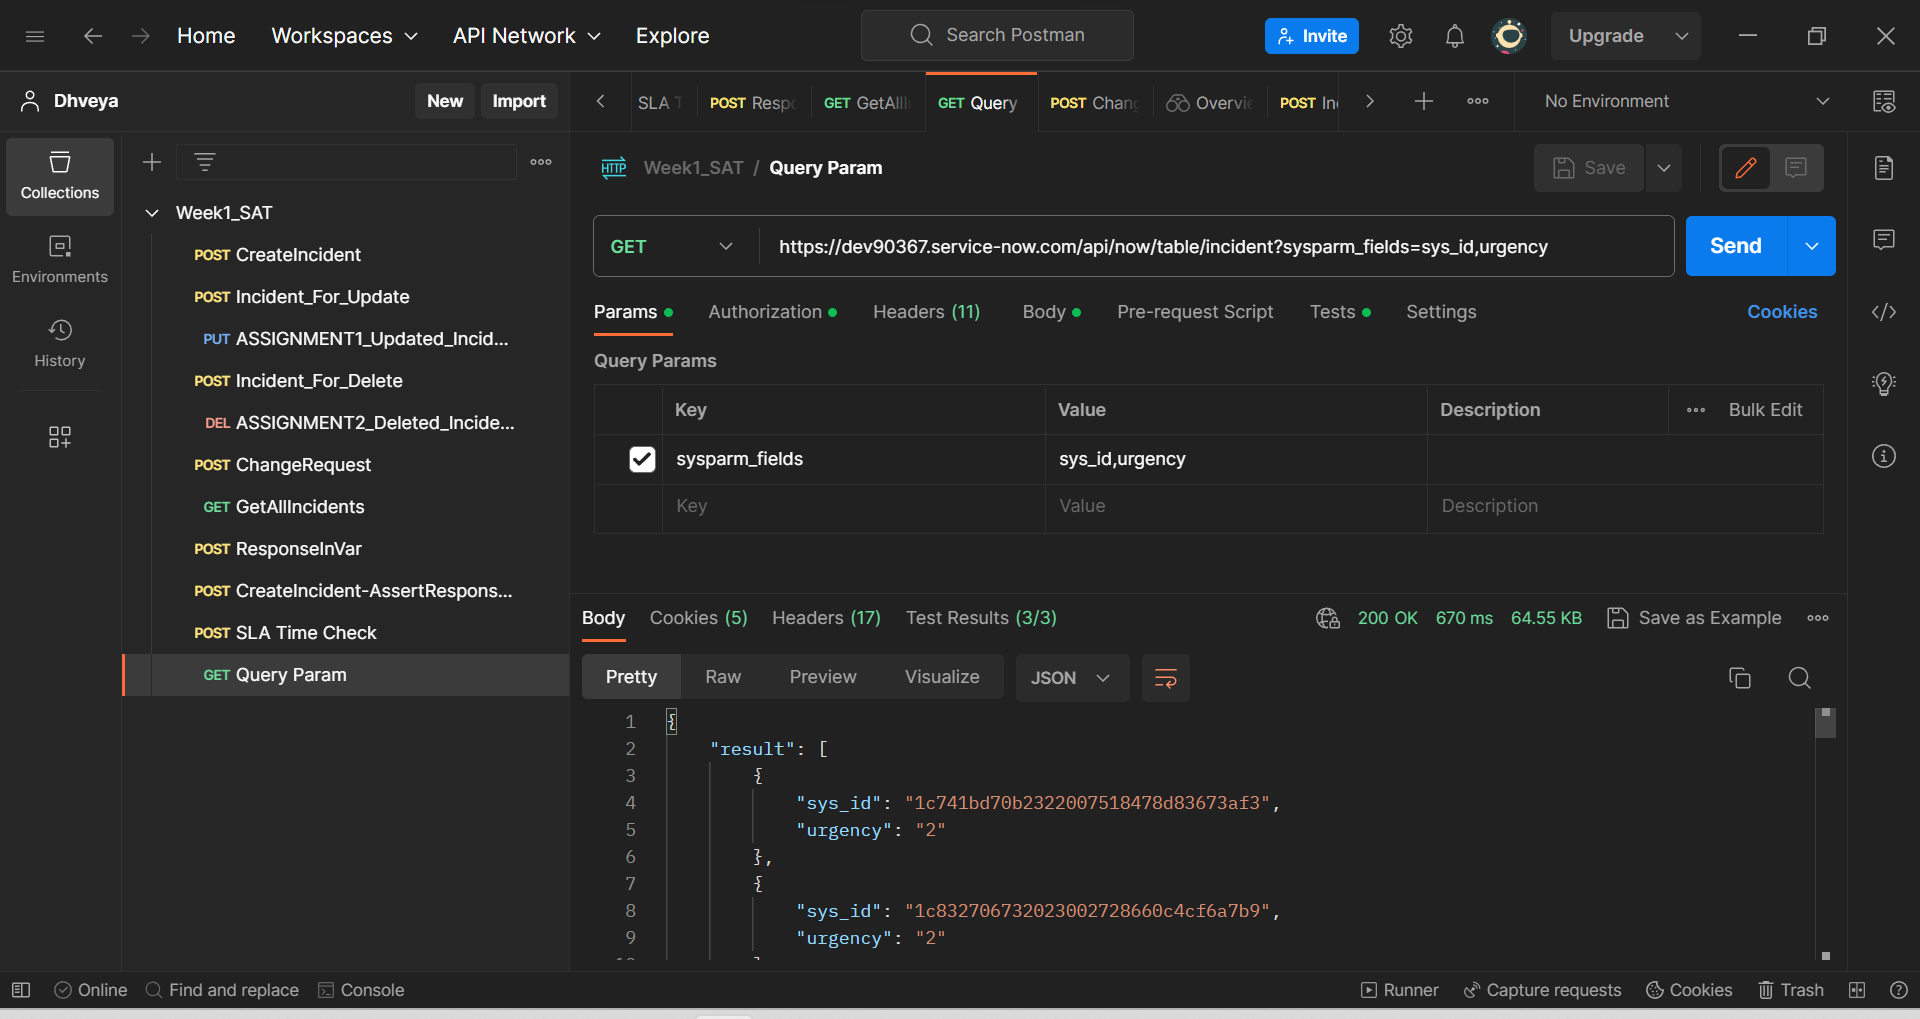 Home Workspaces API Network Explore Search Postman Invite Upgrade
Dhveya New Import
SLA T POST Respo GET GetAllI GET Query POST Chang Overvie POST In No Environment
Collections
Environments
History
Week1_SAT
POST CreateIncident
POST Incident_For_Update
PUT ASSIGNMENT1_Updated_Incid...
POST Incident_For_Delete
DEL ASSIGNMENT2_Deleted_Incide...
POST ChangeRequest
GET GetAllIncidents
POST ResponseInVar
POST CreateIncident-AssertRespons...
POST SLA Time Check
GET Query Param
HTTP Week1_SAT / Query Param Save
GET https://dev90367.service-now.com/api/now/table/incident?sysparm_fields=sys_id,urgency Send
Params Authorization Headers (11) Body Pre-request Script Tests Settings Cookies
Query Params
Key Value Description Bulk Edit
sysparm_fields sys_id,urgency
Key Value Description
Body Cookies (5) Headers (17) Test Results (3/3) 200 OK 670 ms 64.55 KB Save as Example
Pretty Raw Preview Visualize JSON
1 {
2 "result": [
3 {
4 "sys_id": "1c741bd70b2322007518478d83673af3",
5 "urgency": "2"
6 },
7 {
8 "sys_id": "1c832706732023002728660c4cf6a7b9",
9 "urgency": "2"
Online Find and replace Console Runner Capture requests Cookies Trash